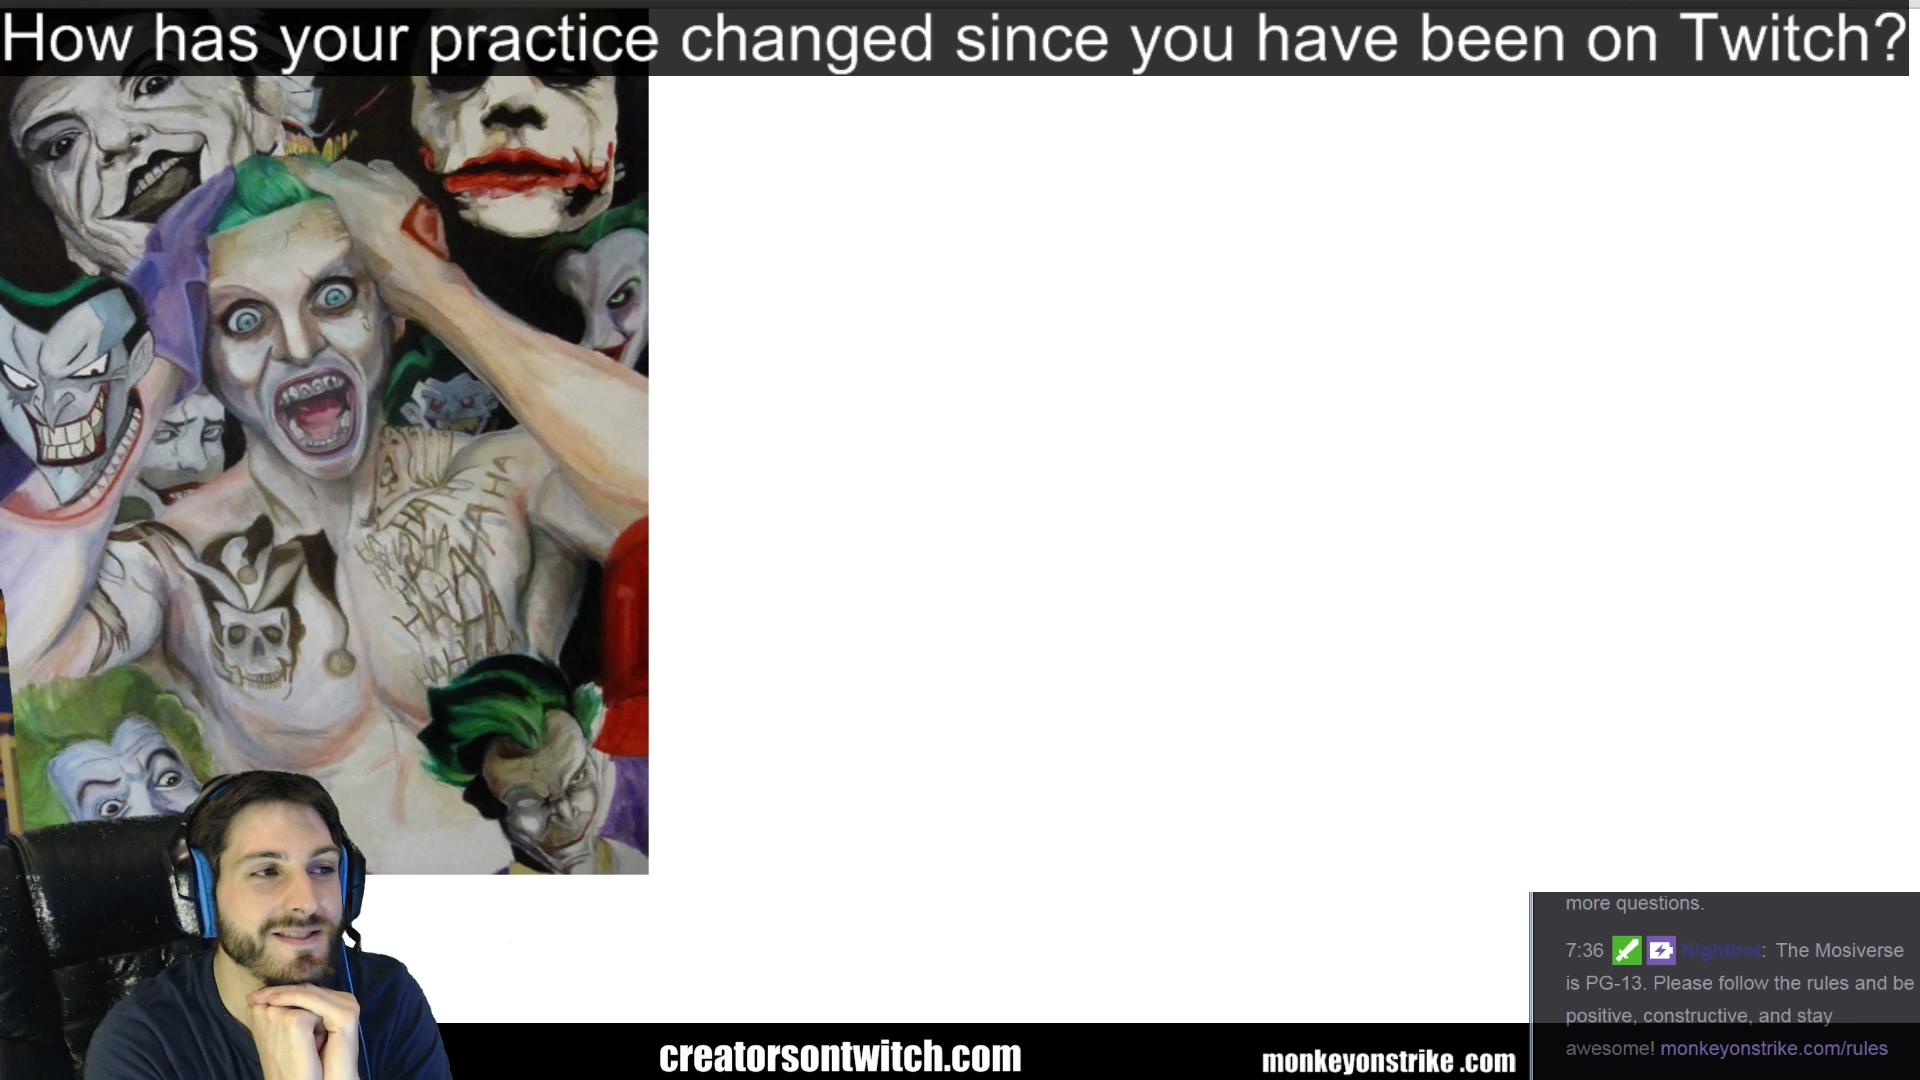 How has your practice changed since you have been on Twitch?
more questions.
7:36 Nightbot: The Mosiverse
is PG-13. Please follow the rules and be
positive, constructive, and stay
awesome! monkeyonstrike.com/rules
creatorsontwitch.com
monkeyonstrike .com